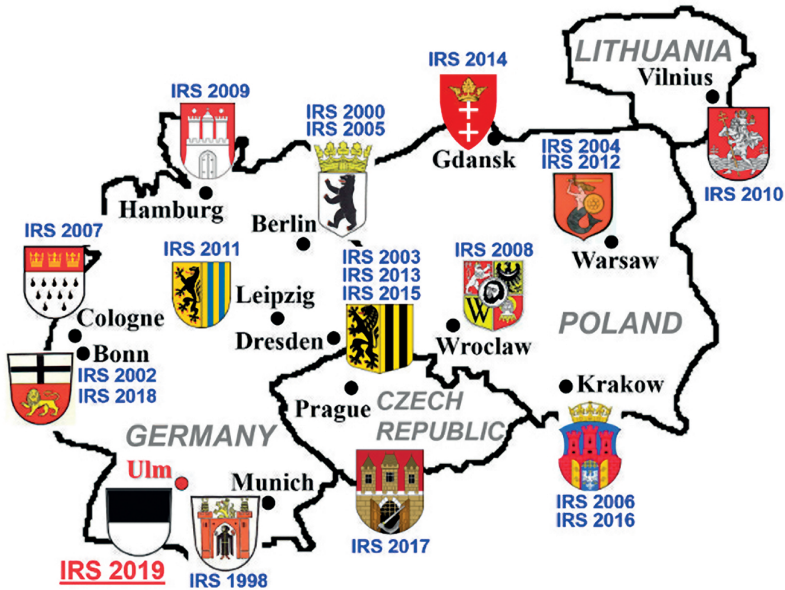 LITHUANIA
Vilnius
IRS 2010
IRS 2014
Gdansk
IRS 2009
Hamburg
IRS 2000
IRS 2005
Berlin
IRS 2004
IRS 2012
Warsaw
IRS 2007
Cologne
Bonn
IRS 2002
IRS 2018
IRS 2011
Leipzig
IRS 2003
IRS 2013
IRS 2015
Dresden
IRS 2008
W
Wroclaw
POLAND
Krakow
IRS 2006
IRS 2016
Prague
CZECH
REPUBLIC
IRS 2017
GERMANY
Ulm
IRS 2019
Munich
IRS 1998